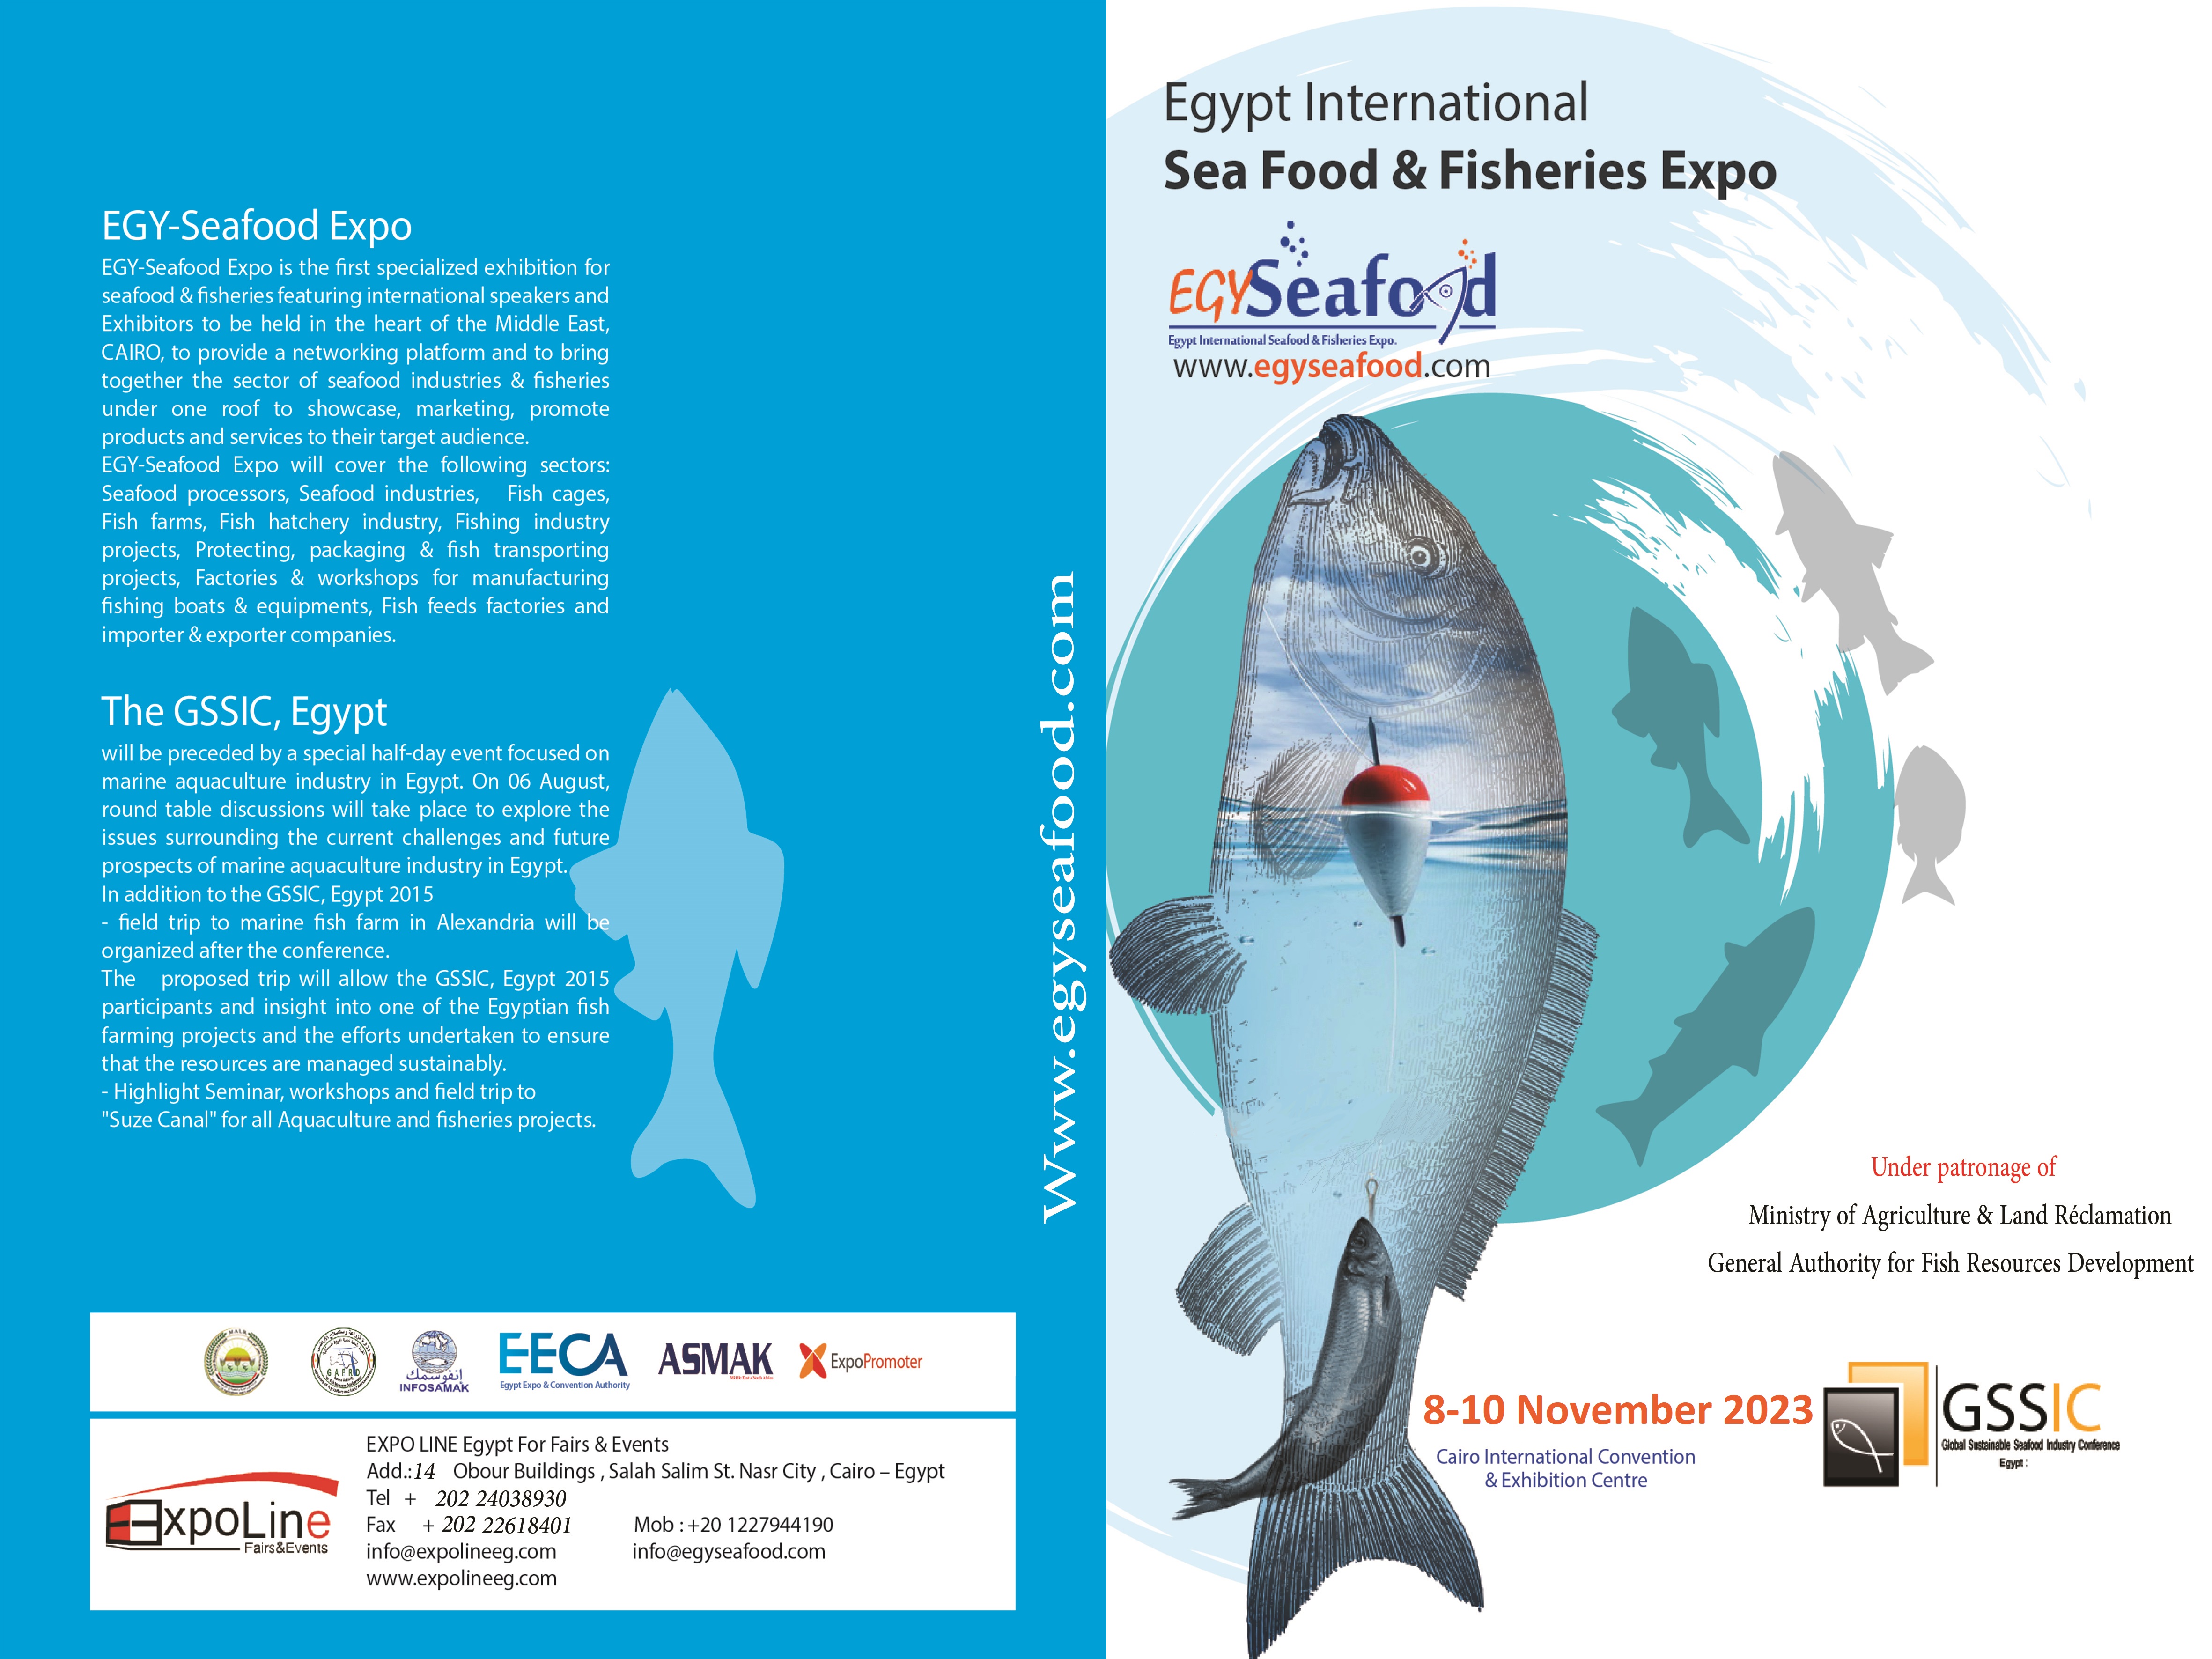 EGY-Seafood Expo
EGY-Seafood Expo is the first specialized exhibition for
seafood & fisheries featuring international speakers and
Exhibitors to be held in the heart of the Middle East,
CAIRO, to provide a networking platform and to bring
together the sector of seafood industries & fisheries
under one roof to showcase, marketing, promote
products and services to their target audience.
EGY-Seafood Expo will cover the following sectors:
Seafood processors, Seafood industries, Fish cages,
Fish farms, Fish hatchery industry, Fishing industry
projects, Protecting, packaging & fish transporting
projects, Factories & workshops for manufacturing
fishing boats & equipments, Fish feeds factories and
importer & exporter companies.
The GSSIC, Egypt
will be preceded by a special half-day event focused on
marine aquaculture industry in Egypt. On 06 August,
round table discussions will take place to explore the
issues surrounding the current challenges and future
prospects of marine aquaculture industry in Egypt.
In addition to the GSSIC, Egypt 2015
- field trip to marine fish farm in Alexandria will be
organized after the conference.
The proposed trip will allow the GSSIC, Egypt 2015
participants and insight into one of the Egyptian fish
farming projects and the efforts undertaken to ensure
that the resources are managed sustainably.
- Highlight Seminar, workshops and field trip to
"Suze Canal" for all Aquaculture and fisheries projects.
GAFRD
انفوسمك
INFOSAMAK
EECA
Egypt Expo & Convention Authority
ASMAK
ExpoPromoter
ExpoLine
Fairs&Events
EXPO LINE Egypt For Fairs & Events
Add.:14 Obour Buildings , Salah Salim St. Nasr City , Cairo – Egypt
Tel + 202 24038930
Fax + 202 22618401 Mob : +20 1227944190
info@expolineeg.com info@egyseafood.com
www.expolineeg.com
Www.egyseafood.com
Egypt International
Sea Food & Fisheries Expo
EGYSeafood
Egypt International Seafood & Fisheries Expo.
www.egyseafood.com
Under patronage of
Ministry of Agriculture & Land Réclamation
General Authority for Fish Resources Development
8-10 November 2023
Cairo International Convention
& Exhibition Centre
GSSIC
Global Sustainable Seafood Industry Conference
Egypt :